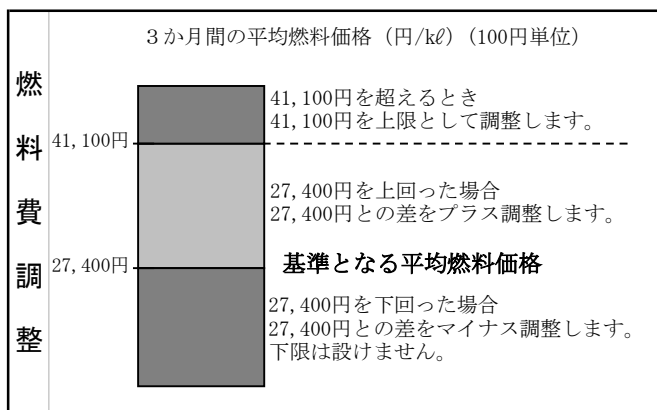 燃料費調整
３か月間の平均燃料価格（円/kℓ）（100円単位）
41,100円を超えるとき
41,100円を上限として調整します。
41,100円
27,400円を上回った場合
27,400円との差をプラス調整します。
27,400円
基準となる平均燃料価格
27,400円を下回った場合
27,400円との差をマイナス調整します。
下限は設けません。